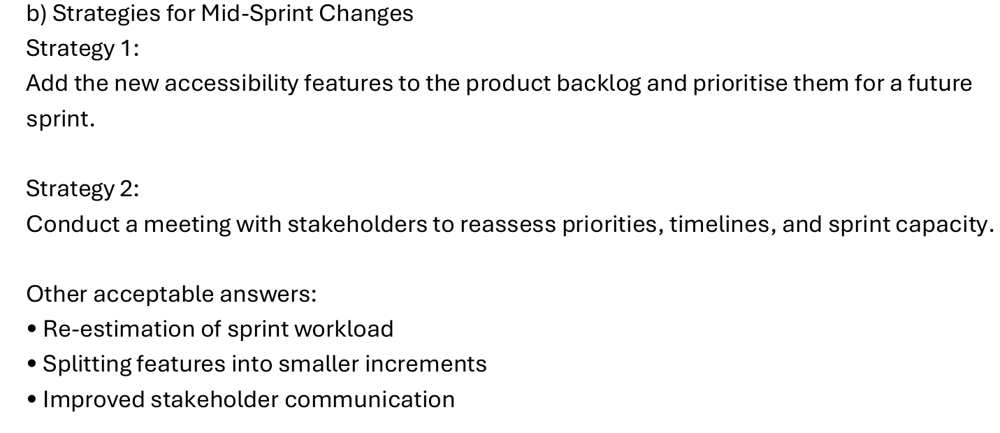 b) Strategies for Mid-Sprint Changes
Strategy 1:
Add the new accessibility features to the product backlog and prioritise them for a future
sprint.
Strategy 2:
Conduct a meeting with stakeholders to reassess priorities, timelines, and sprint capacity.
Other acceptable answers:
• Re-estimation of sprint workload
• Splitting features into smaller increments
• Improved stakeholder communication